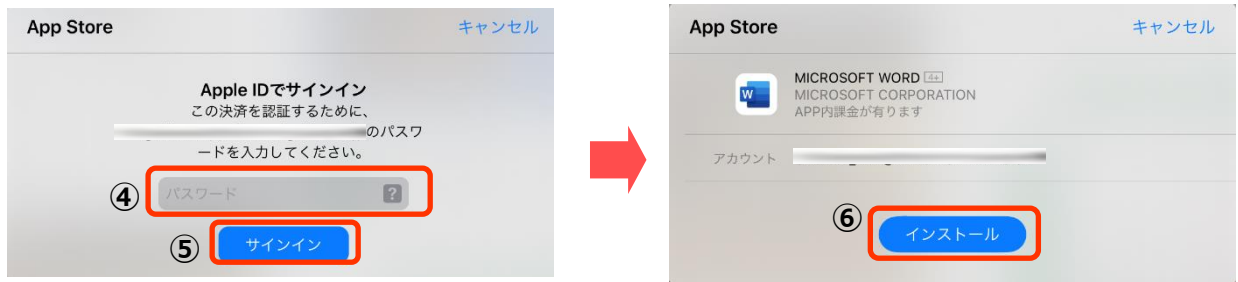 App Store
キャンセル
Apple IDでサインイン
この決済を認証するために、
のパスワ
ードを入力してください。
④
パスワード
?
⑤
サインイン
App Store
キャンセル
W
MICROSOFT WORD 4+
MICROSOFT CORPORATION
APP内課金が有ります
アカウント
⑥
インストール